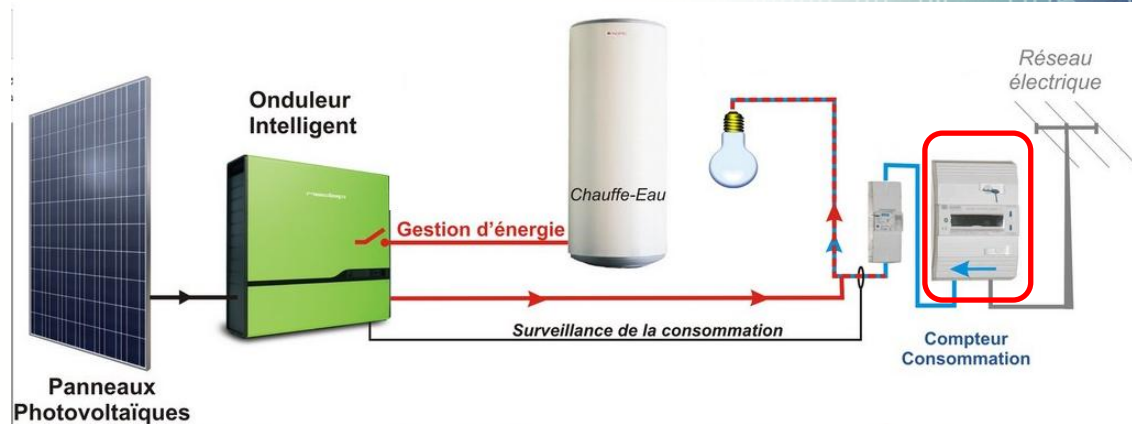 Réseau
électrique
Onduleur
Intelligent
Chauffe-Eau
Gestion d'énergie
Surveillance de la consommation
Compteur
Consommation
Panneaux
Photovoltaïques